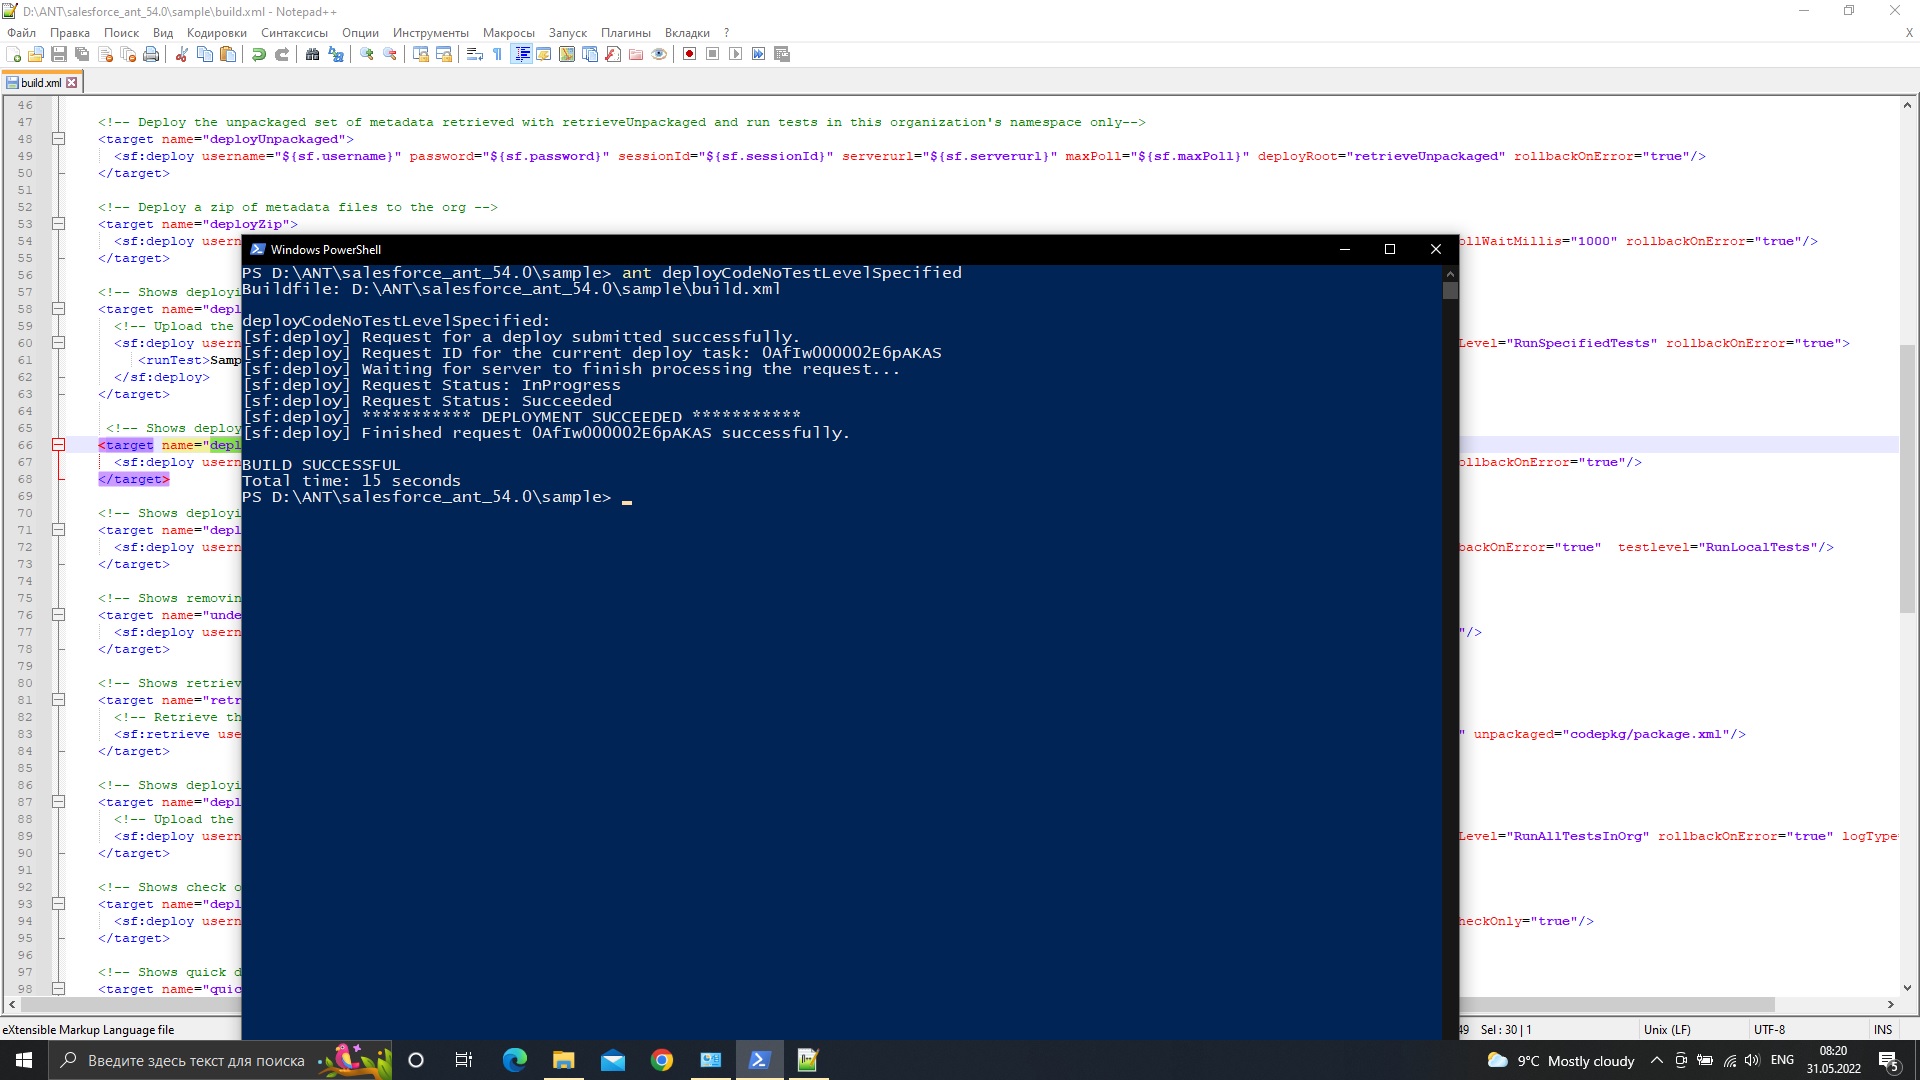 D:\ANT\salesforce_ant_54.0\sample\build.xml - Notepad++
Файл Правка Поиск Вид Кодировки Синтаксисы Опции Инструменты Макросы Запуск Плагины Вкладки ? X
build.xml
46
47 <!-- Deploy the unpackaged set of metadata retrieved with retrieveUnpackaged and run tests in this organization's namespace only-->
48 <target name="deployUnpackaged">
49 <sf:deploy username="${sf.username}" password="${sf.password}" sessionId="${sf.sessionId}" serverurl="${sf.serverurl}" maxPoll="${sf.maxPoll}" deployRoot="retrieveUnpackaged" rollbackOnError="true"/>
50 </target>
51
52 <!-- Deploy a zip of metadata files to the org -->
53 <target name="deployZip">
54 <sf:deploy usern ollWaitMillis="1000" rollbackOnError="true"/>
55 </target>
56
57 <!-- Shows deployi
58 <target name="depl
59 <!-- Upload the
60 <sf:deploy usern Level="RunSpecifiedTests" rollbackOnError="true">
61 <runTest>Samp
62 </sf:deploy>
63 </target>
64
65 <!-- Shows deploy
66 <target name="depl
67 <sf:deploy usern ollbackOnError="true"/>
68 </target>
69
70 <!-- Shows deployi
71 <target name="depl
72 <sf:deploy usern backOnError="true" testlevel="RunLocalTests"/>
73 </target>
74
75 <!-- Shows removin
76 <target name="unde
77 <sf:deploy usern "/>
78 </target>
79
80 <!-- Shows retriev
81 <target name="retr
82 <!-- Retrieve th
83 <sf:retrieve use " unpackaged="codepkg/package.xml"/>
84 </target>
85
86 <!-- Shows deployi
87 <target name="depl
88 <!-- Upload the
89 <sf:deploy usern Level="RunAllTestsInOrg" rollbackOnError="true" logType
90 </target>
91
92 <!-- Shows check o
93 <target name="depl
94 <sf:deploy usern heckOnly="true"/>
95 </target>
96
97 <!-- Shows quick d
98 <target name="quic
Windows PowerShell
PS D:\ANT\salesforce_ant_54.0\sample> ant deployCodeNoTestLevelSpecified
Buildfile: D:\ANT\salesforce_ant_54.0\sample\build.xml
deployCodeNoTestLevelSpecified:
[sf:deploy] Request for a deploy submitted successfully.
[sf:deploy] Request ID for the current deploy task: 0AfIw000002E6pAKAS
[sf:deploy] Waiting for server to finish processing the request...
[sf:deploy] Request Status: InProgress
[sf:deploy] Request Status: Succeeded
[sf:deploy] *********** DEPLOYMENT SUCCEEDED ***********
[sf:deploy] Finished request 0AfIw000002E6pAKAS successfully.
BUILD SUCCESSFUL
Total time: 15 seconds
PS D:\ANT\salesforce_ant_54.0\sample>
eXtensible Markup Language file 49 Sel : 30 | 1 Unix (LF) UTF-8 INS
Введите здесь текст для поиска
9°C Mostly cloudy ENG 08:20
31.05.2022
5